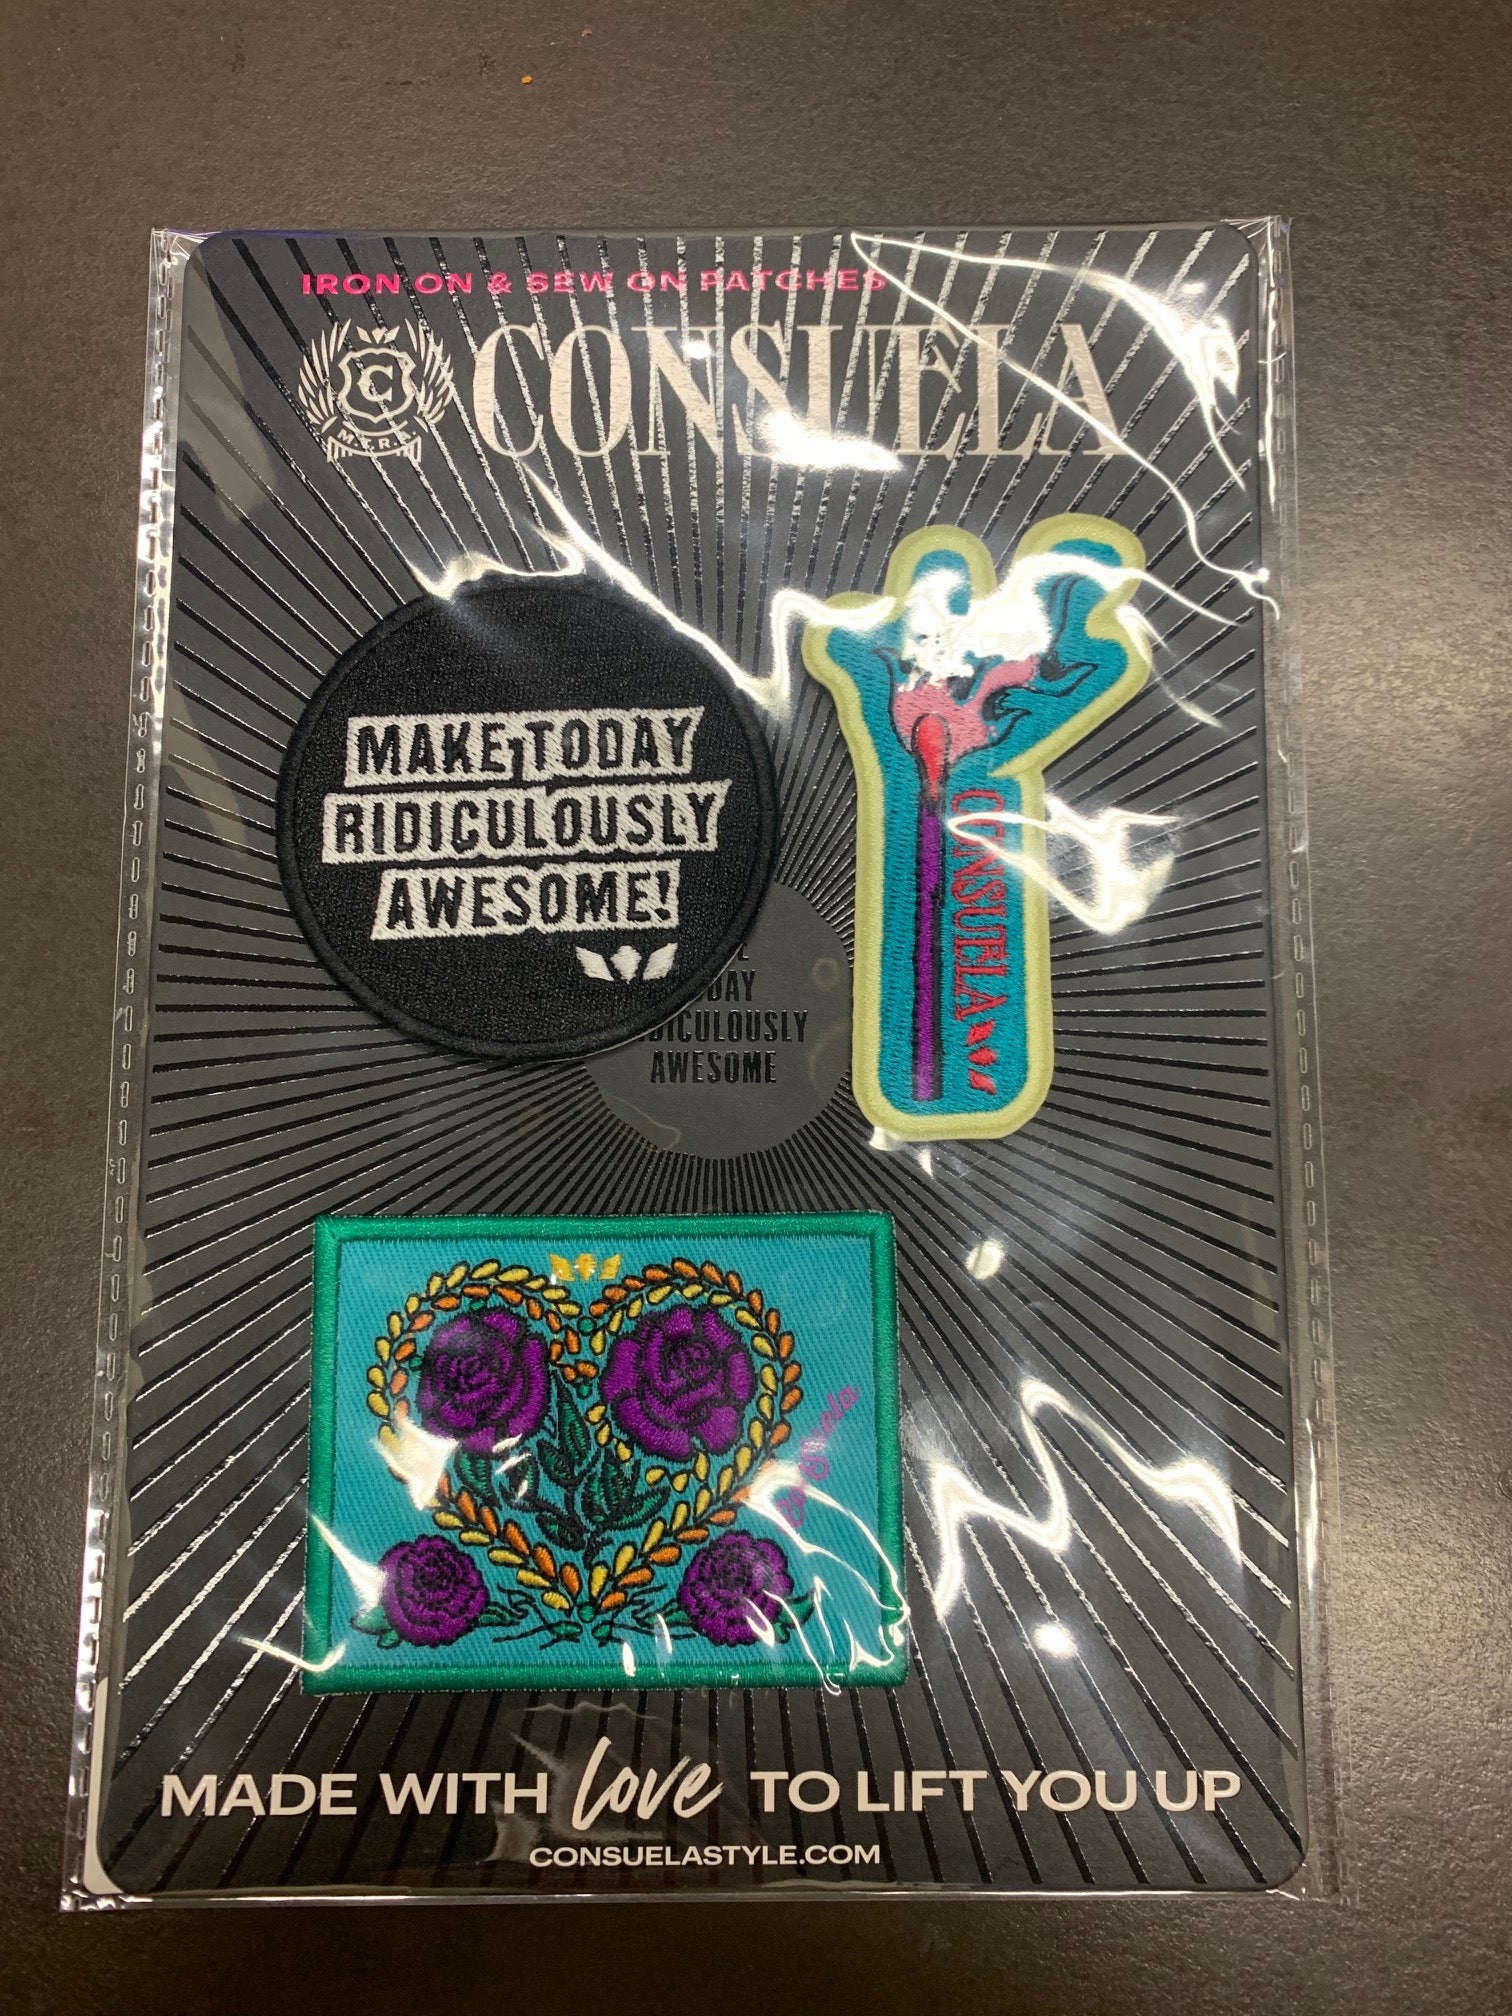 IRON ON & SEW ON PATCHES
C
M.T.R.A.
CONSUELA
MAKE TODAY
RIDICULOUSLY
AWESOME!
CONSUELA
TODAY
RIDICULOUSLY
AWESOME
MADE WITH love TO LIFT YOU UP
CONSUELASTYLE.COM